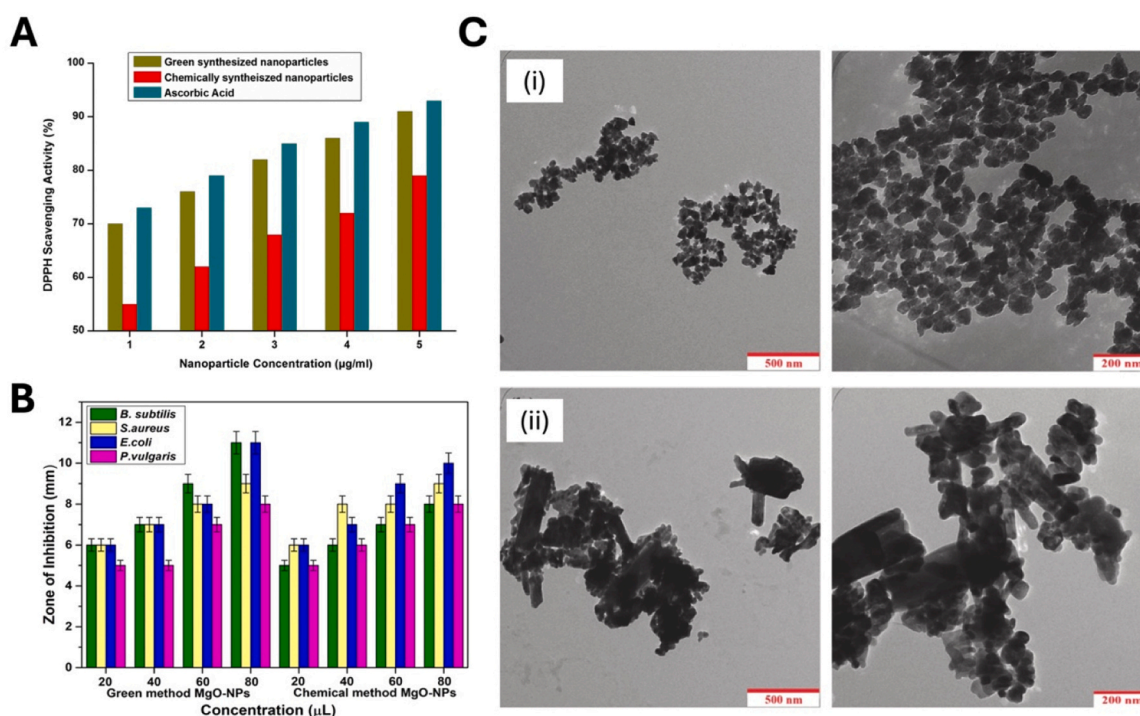 A
Green synthesized nanoparticles
Chemically syntheiszed nanoparticles
Ascorbic Acid
DPPH Scavenging Activity (%)
100
90
80
70
60
50
1 2 3 4 5
Nanoparticle Concentration (μg/ml)
B
B. subtilis
S.aureus
E.coli
P.vulgaris
Zone of Inhibition (mm)
12
10
8
6
4
2
0
20 40 60 80 20 40 60 80
Green method MgO-NPs Chemical method MgO-NPs
Concentration (μL)
C
(i)
500 nm
200 nm
(ii)
500 nm
200 nm